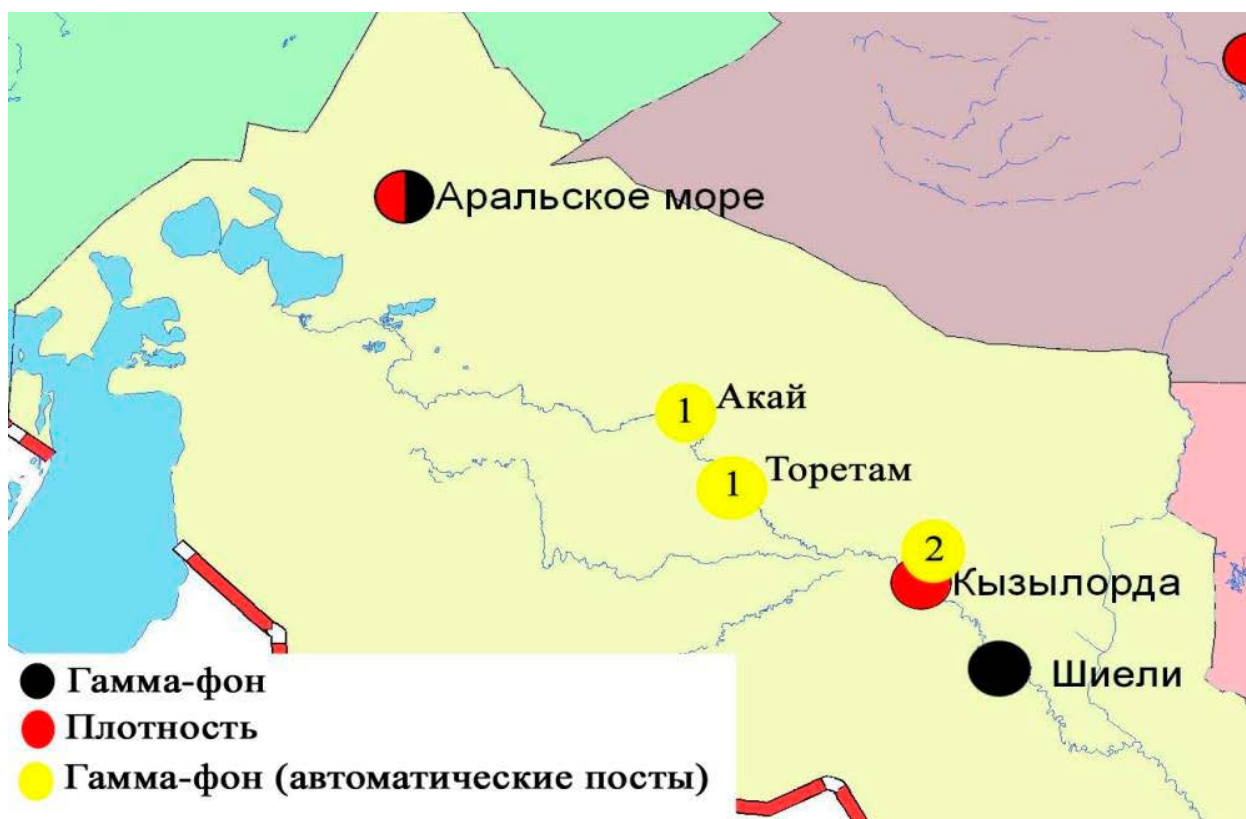 Аральское море
1 Акай
1 Торетам
2
Кызылорда
Шиели
Гамма-фон
Плотность
Гамма-фон (автоматические посты)